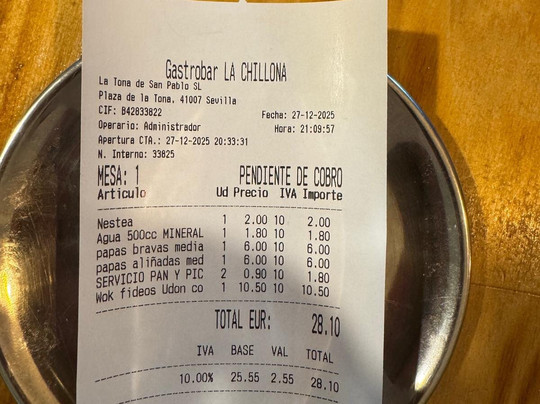 Gastrobar LA CHILLONA
La Tona de San Pablo SL
Plaza de la Tona. 41007 Sevilla
CIF: B42833822 Fecha: 27-12-2025
Operario: Administrador Hora: 21:09:57
Apertura CTA.: 27-12-2025 20:33:31
N. Interno: 33825
MESA: 1 PENDIENTE DE COBRO
Artículo Ud Precio IVA Importe
Nestea 1 2.00 10 2.00
Agua 500cc MINERAL 1 1.80 10 1.80
papas bravas media 1 6.00 10 6.00
papas aliñadas med 1 6.00 10 6.00
SERVICIO PAN Y PIC 2 0.90 10 1.80
Wok fideos Udon co 1 10.50 10 10.50
TOTAL EUR: 28.10
IVA BASE VAL TOTAL
10.00% 25.55 2.55 28.10